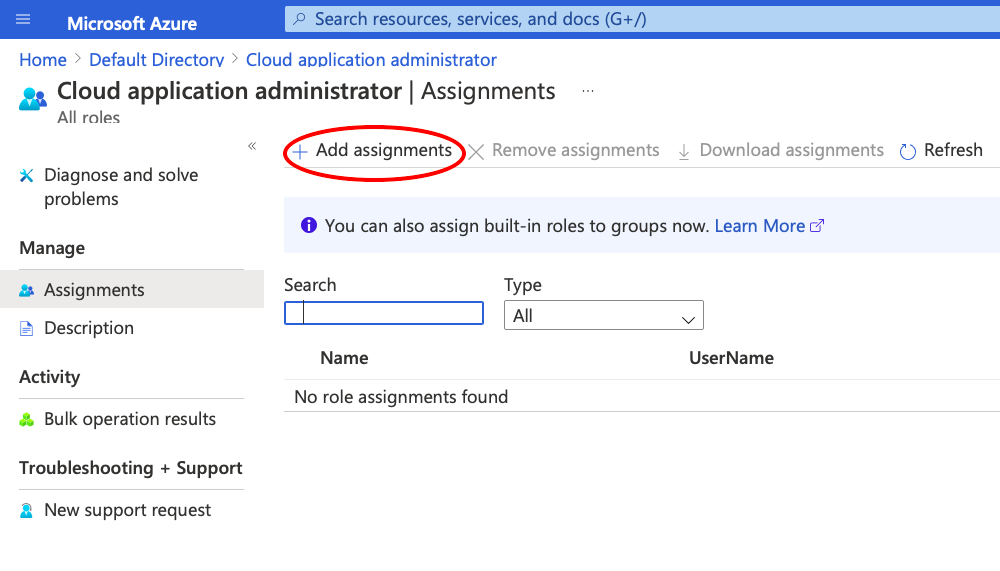 Microsoft Azure
Search resources, services, and docs (G+/)
Home > Default Directory > Cloud application administrator
Cloud application administrator | Assignments ...
All roles
«
+ Add assignments × Remove assignments ↓ Download assignments Refresh
Diagnose and solve
problems
Manage
Assignments
Description
Activity
Bulk operation results
Troubleshooting + Support
New support request
You can also assign built-in roles to groups now. Learn More
Search Type
All
Name UserName
No role assignments found